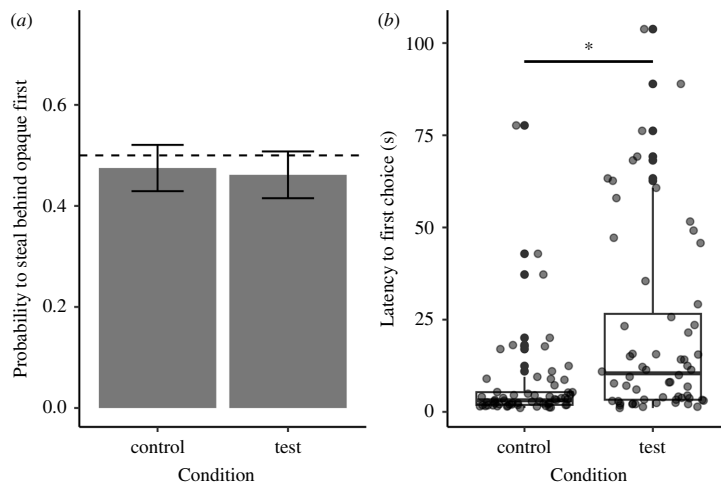 (a)
Probability to steal behind opaque first
0.6
0.4
0.2
0.0
control
test
Condition
(b)
Latency to first choice (s)
100
75
50
25
0
*
control
test
Condition